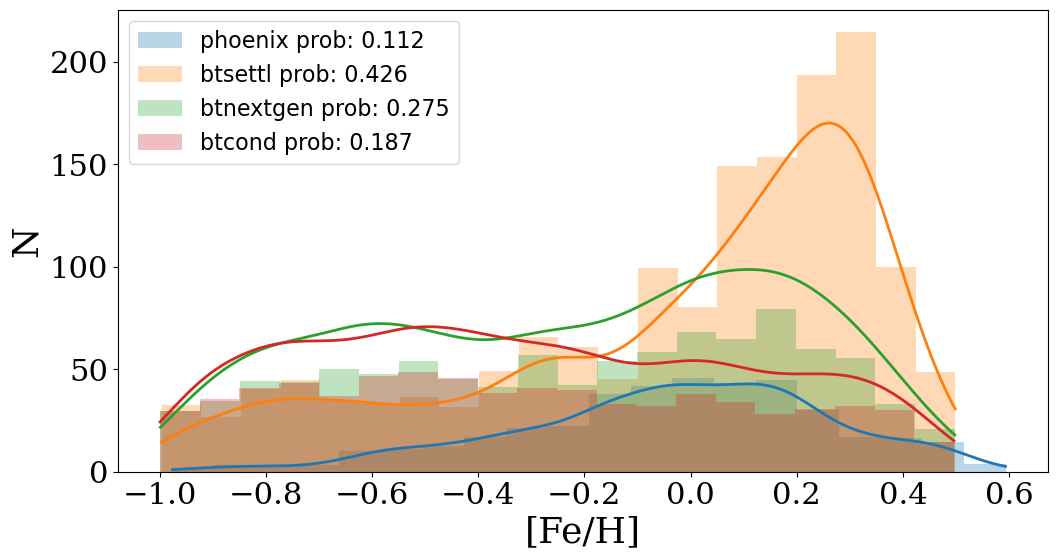 phoenix prob: 0.112
btsettl prob: 0.426
btnextgen prob: 0.275
btcond prob: 0.187
200
150
100
50
0
N
−1.0 −0.8 −0.6 −0.4 −0.2 0.0 0.2 0.4 0.6
[Fe/H]